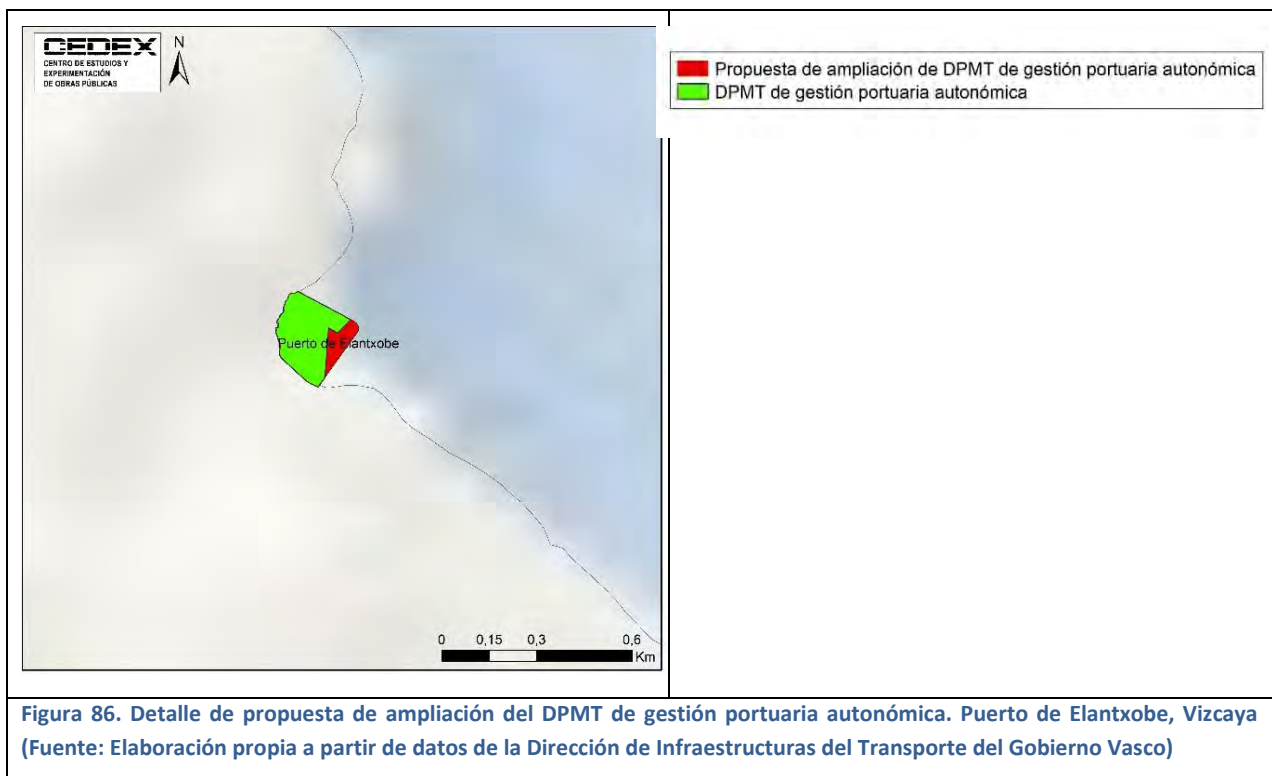 CEDEX
CENTRO DE ESTUDIOS Y
EXPERIMENTACIÓN
DE OBRAS PÚBLICAS
N
Propuesta de ampliación de DPMT de gestión portuaria autonómica
DPMT de gestión portuaria autonómica
Puerto de Elantxobe
0 0,15 0,3 0,6
Km
Figura 86. Detalle de propuesta de ampliación del DPMT de gestión portuaria autonómica. Puerto de Elantxobe, Vizcaya
(Fuente: Elaboración propia a partir de datos de la Dirección de Infraestructuras del Transporte del Gobierno Vasco)